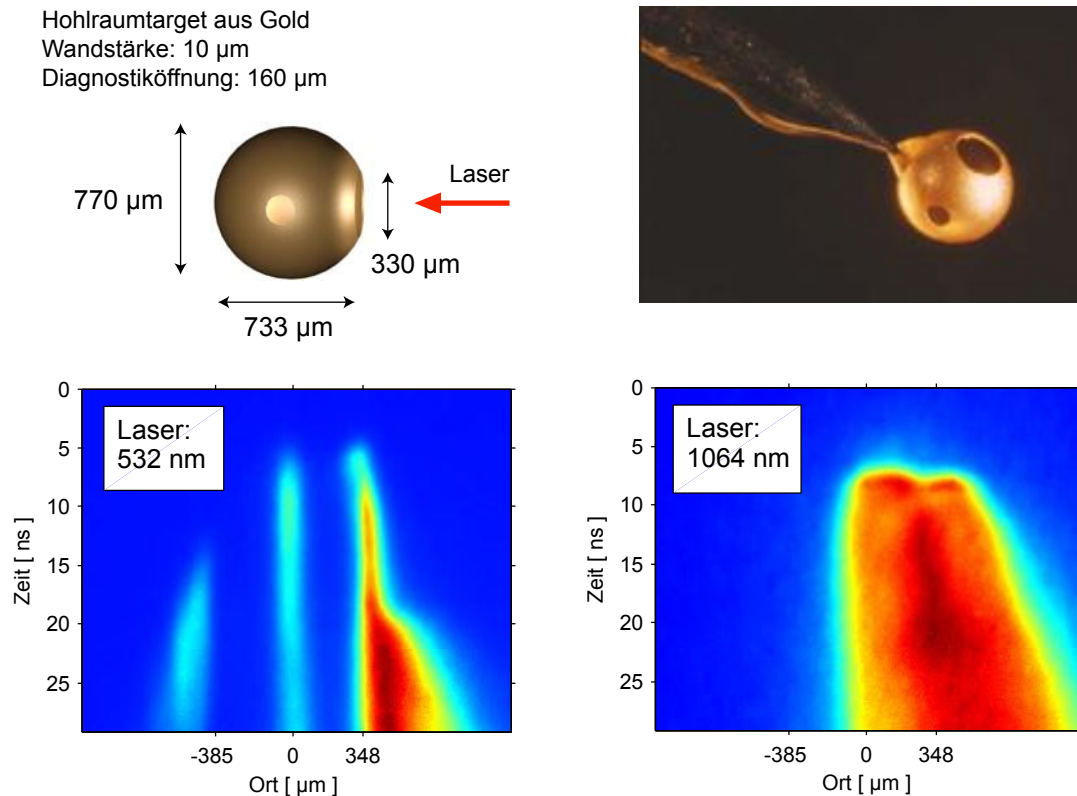 Hohlraumtarget aus Gold
Wandstärke: 10 µm
Diagnostiköffnung: 160 µm
770 µm
Laser
330 µm
733 µm
0
5
10
15
20
25
Zeit [ ns ]
Laser:
532 nm
-385
0
348
Ort [ µm ]
0
5
10
15
20
25
Zeit [ ns ]
Laser:
1064 nm
-385
0
348
Ort [ µm ]